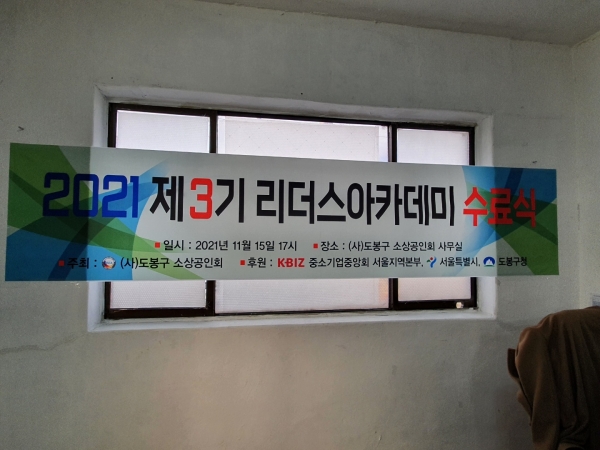 2021 제3기 리더스아카데미 수료식
■ 일시 : 2021년 11월 15일 17시 ■ 장소 : (사)도봉구 소상공인회 사무실
■ 주최 : (사)도봉구 소상공인회 ■ 후원 : K·BIZ 중소기업중앙회 서울지역본부, 서울특별시, 도봉구청